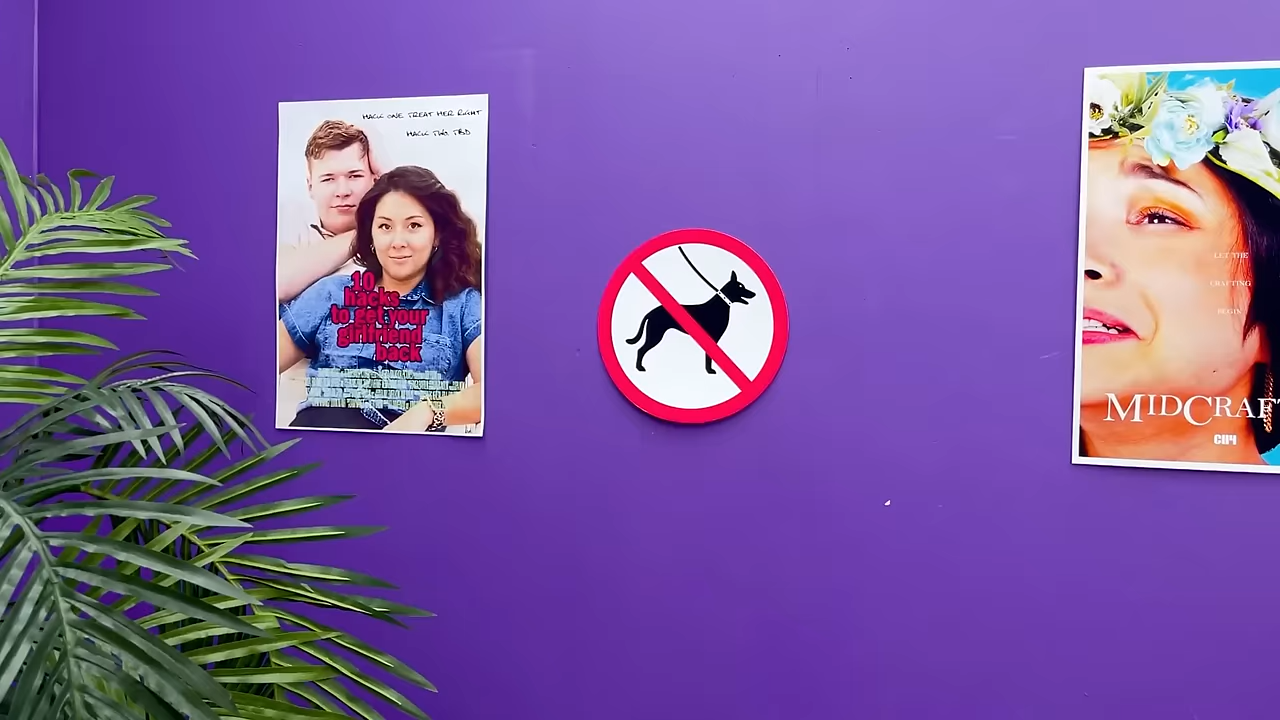 HACK ONE TREAT HER RIGHT
HACK TWO. TBD
10
hacks
to get your
girlfriend
back
LET THE
CRAFTING
BEGIN
MIDCRAF